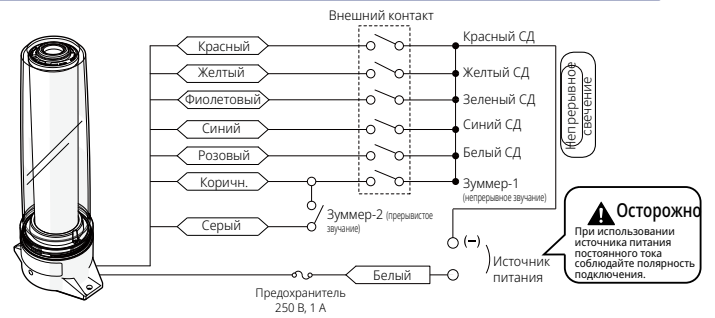 Внешний контакт
Красный
Красный СД
Желтый
Желтый СД
Фиолетовый
Зеленый СД
Синий
Синий СД
Розовый
Белый СД
Непрерывное
свечение
Коричн.
Зуммер-1
(непрерывное звучание)
Серый
Зуммер-2 (прерывистое
звучание)
(−)
Источник
питания
Белый
Предохранитель
250 В, 1 А
Осторожно
При использовании
источника питания
постоянного тока
соблюдайте полярность
подключения.